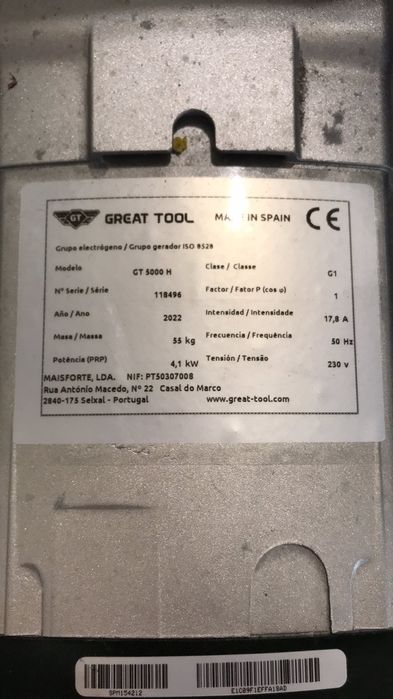 GT GREAT TOOL MADE IN SPAIN CE
Grupo electrógeno / Grupo gerador ISO 8528
Modelo GT 5000 H Clase / Classe G1
Nº Serie / Série 118496 Factor / Fator P (cos φ) 1
Año / Ano 2022 Intensidad / Intensidade 17,8 A
Masa / Massa 55 kg Frecuencia / Frequência 50 Hz
Potência (PRP) 4,1 kW Tensión / Tensão 230 v
MAISFORTE, LDA. NIF: PT50307008
Rua António Macedo, Nº 22 Casal do Marco
2840-175 Seixal - Portugal www.great-tool.com
SPM154212 E1C09F1EFFA18AD